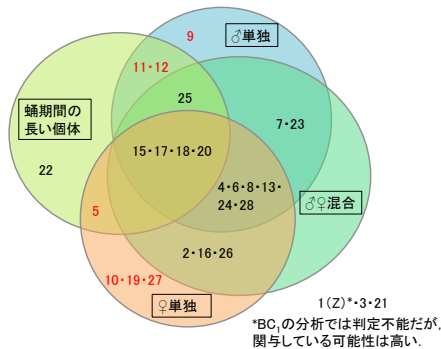 9
♂単独
11・12
25
蛹期間の
長い個体
7・23
15・17・18・20
22
4・6・8・13・
24・28
♂♀混合
5
2・16・26
10・19・27
♀単独
1(Z)*・3・21
*BC₁の分析では判定不能だが,
関与している可能性は高い.